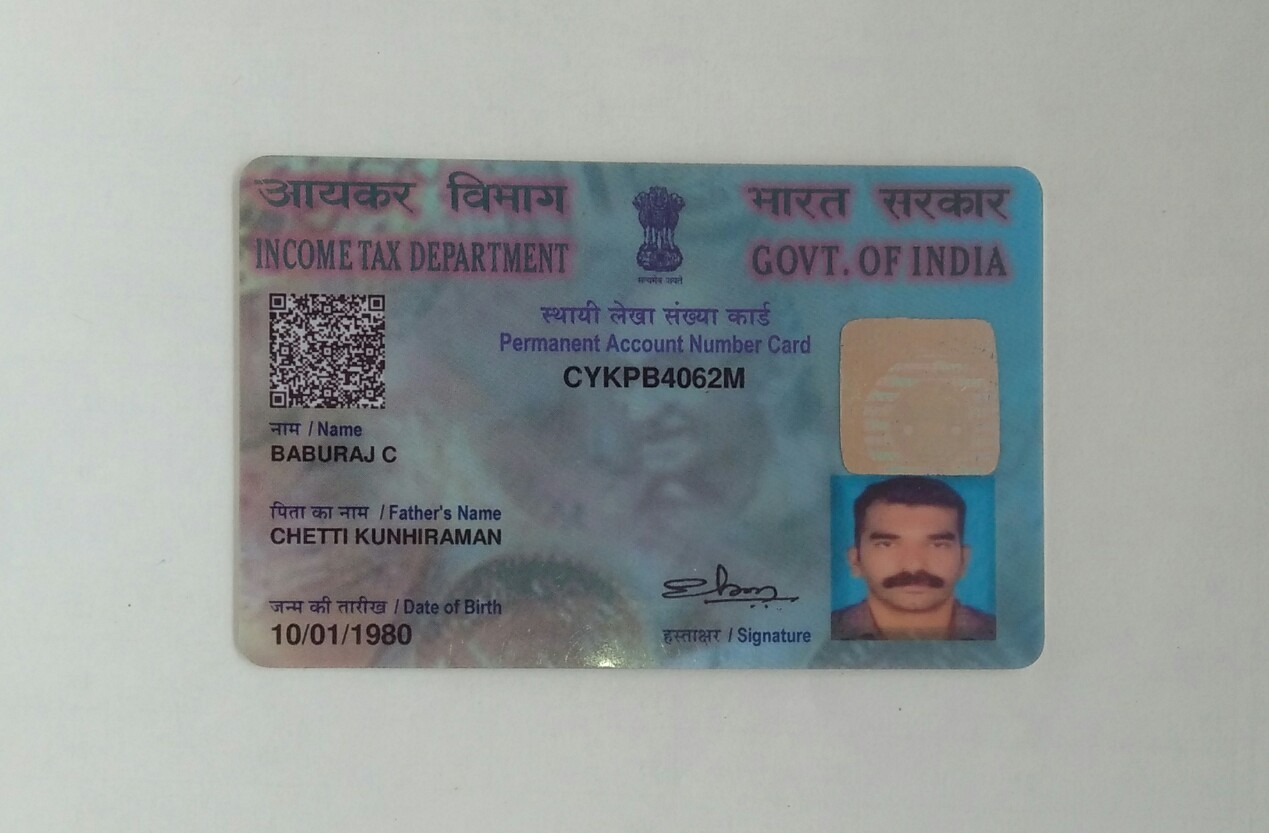 आयकर विभाग
INCOME TAX DEPARTMENT
सत्यमेव जयते
भारत सरकार
GOVT. OF INDIA
स्थायी लेखा संख्या कार्ड
Permanent Account Number Card
CYKPB4062M
नाम / Name
BABURAJ C
पिता का नाम / Father's Name
CHETTI KUNHIRAMAN
जन्म की तारीख / Date of Birth
10/01/1980
हस्ताक्षर / Signature